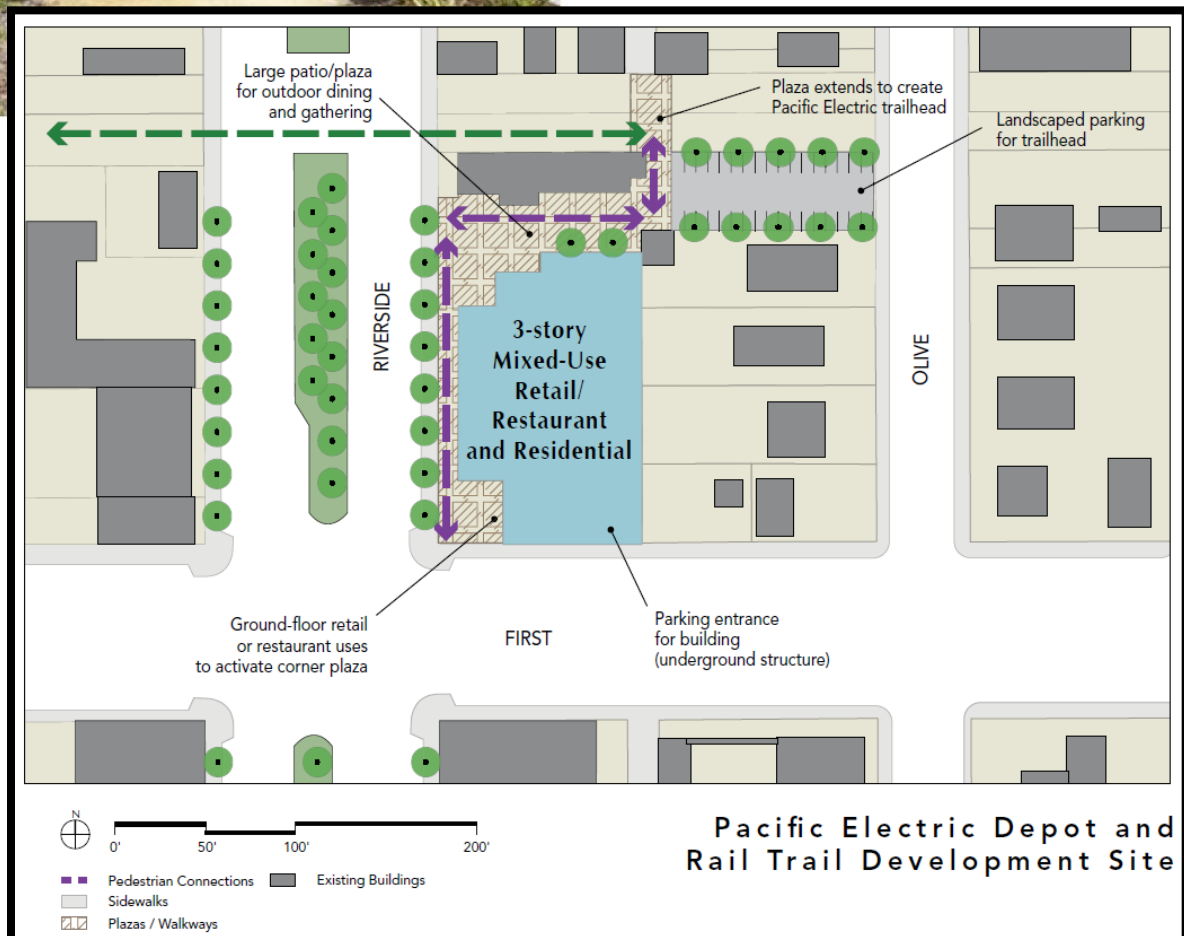 Large patio/plaza
for outdoor dining
and gathering
Plaza extends to create
Pacific Electric trailhead
Landscaped parking
for trailhead
RIVERSIDE
OLIVE
3-story
Mixed-Use
Retail/
Restaurant
and Residential
Ground-floor retail
or restaurant uses
to activate corner plaza
FIRST
Parking entrance
for building
(underground structure)
N
0' 50' 100' 200'
Pedestrian Connections
Existing Buildings
Sidewalks
Plazas / Walkways
Pacific Electric Depot and
Rail Trail Development Site